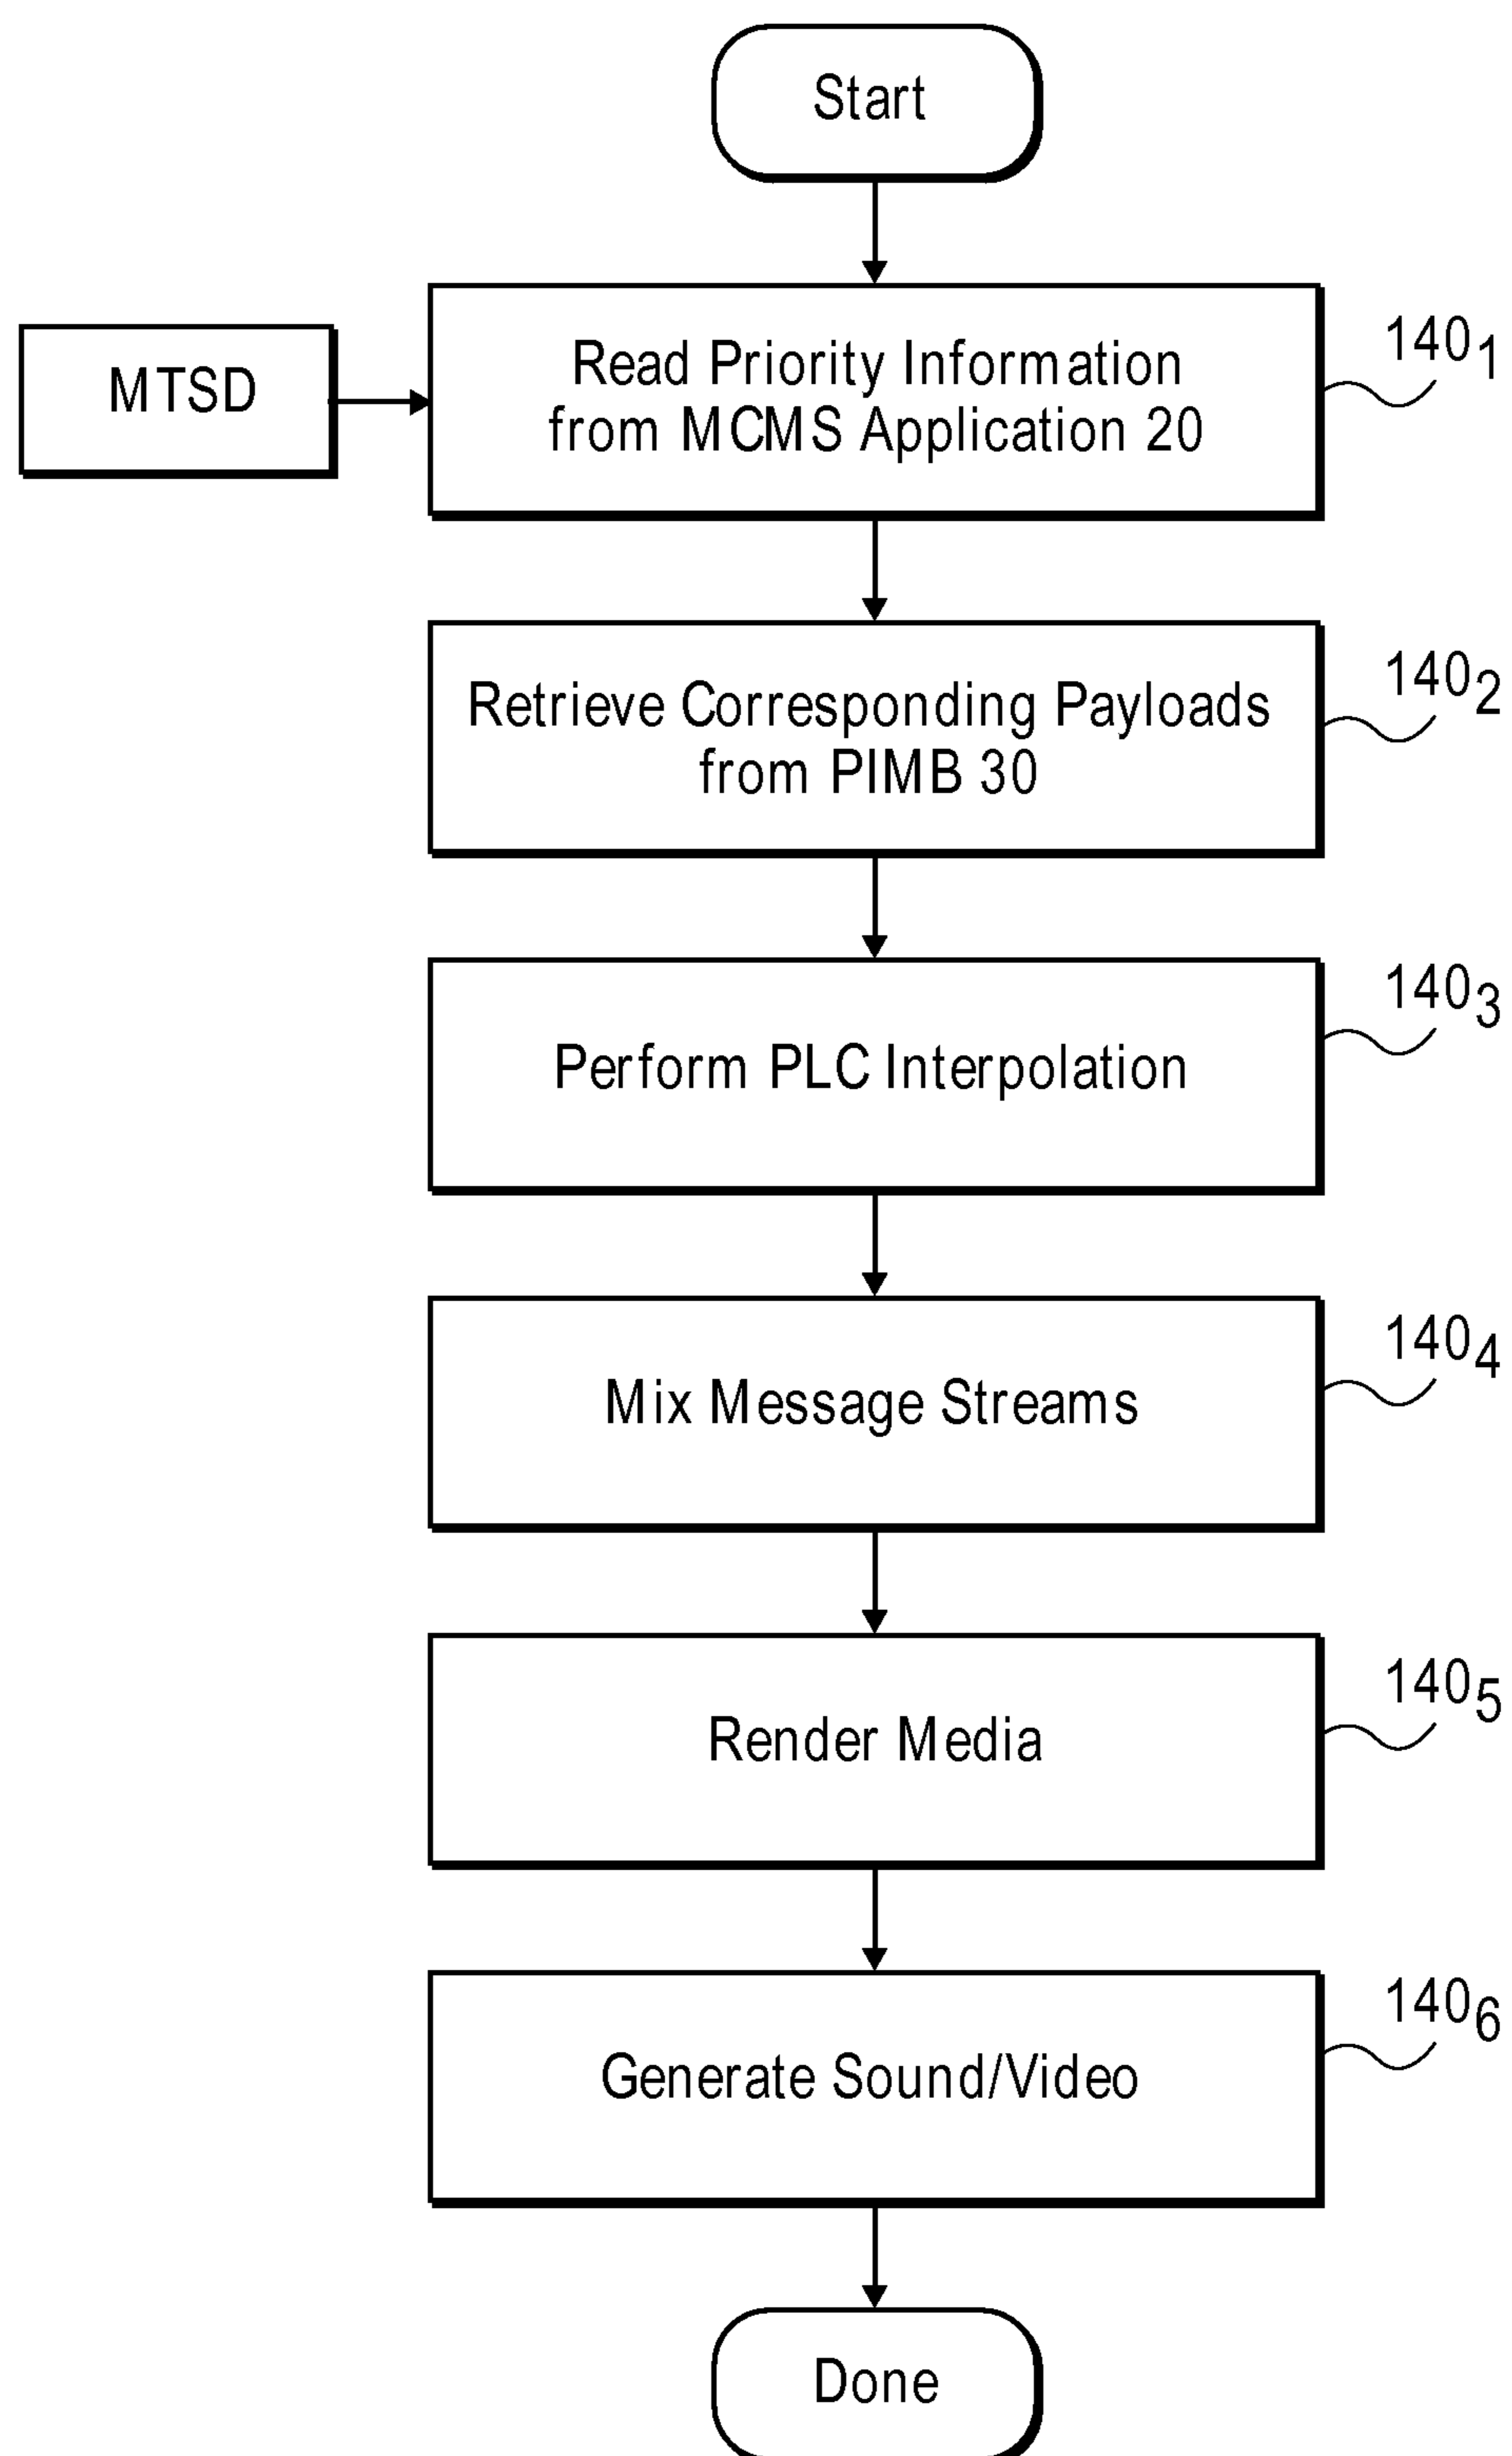 Start
MTSD
Read Priority Information
from MCMS Application 20
140₁
Retrieve Corresponding Payloads
from PIMB 30
140₂
Perform PLC Interpolation
140₃
Mix Message Streams
140₄
Render Media
140₅
Generate Sound/Video
140₆
Done